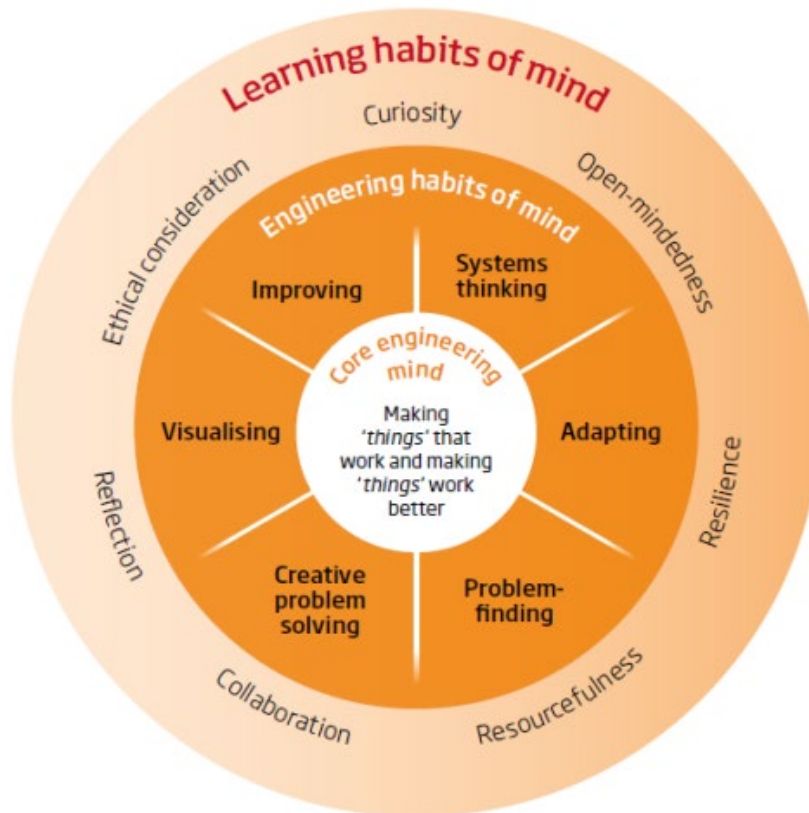 Learning habits of mind
Curiosity
Open-mindedness
Resilience
Resourcefulness
Collaboration
Reflection
Ethical consideration
Engineering habits of mind
Systems
thinking
Adapting
Problem-
finding
Creative
problem
solving
Visualising
Improving
Core engineering
mind
Making
'things' that
work and making
'things' work
better